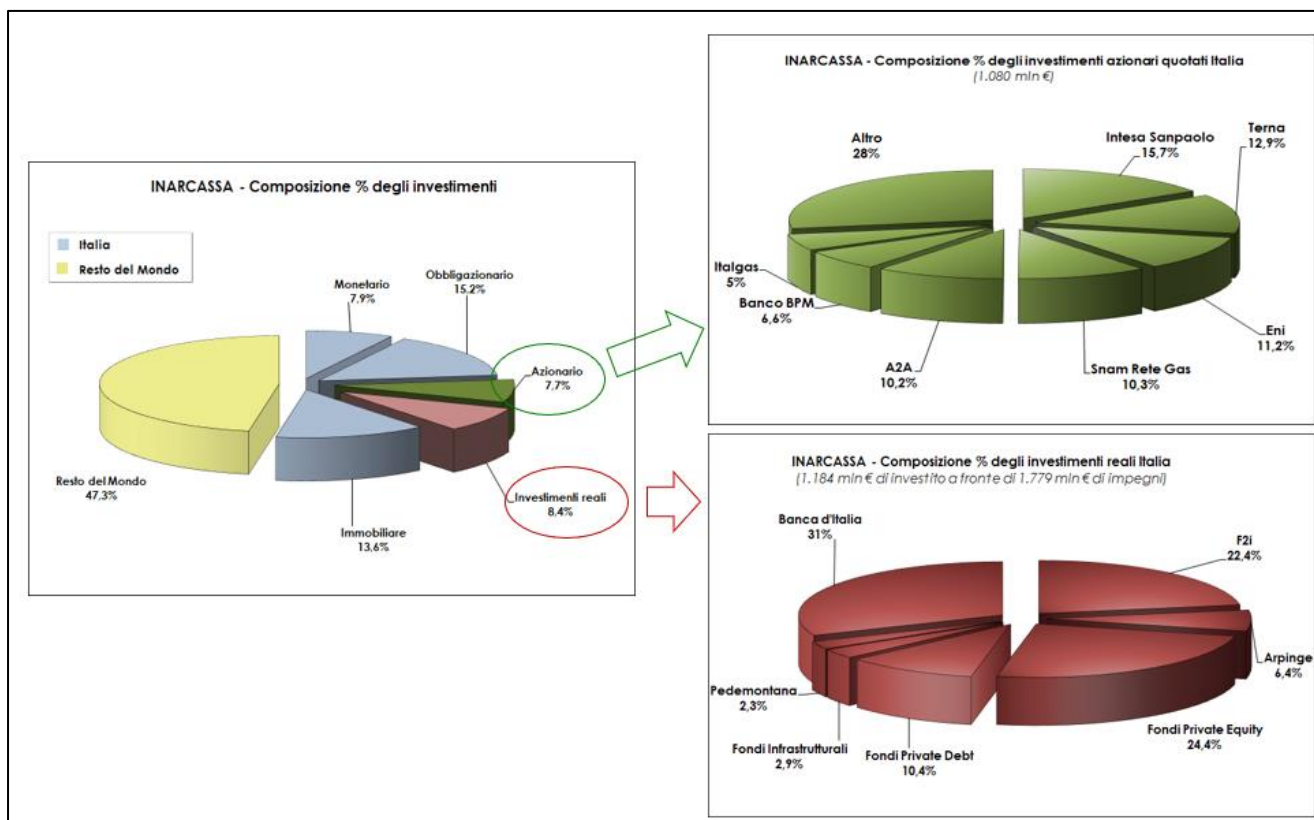 INARCASSA - Composizione % degli investimenti
Italia
Resto del Mondo
Monetario
7,9%
Obbligazionario
15,2%
Azionario
7,7%
Investimenti reali
8,4%
Immobiliare
13,6%
Resto del Mondo
47,3%
INARCASSA - Composizione % degli investimenti azionari quotati Italia
(1.080 mln €)
Altro
28%
Intesa Sanpaolo
15,7%
Terna
12,9%
Eni
11,2%
Snam Rete Gas
10,3%
A2A
10,2%
Banco BPM
6,6%
Italgas
5%
INARCASSA - Composizione % degli investimenti reali Italia
(1.184 mln € di investito a fronte di 1.779 mln € di impegni)
Banca d'Italia
31%
F2i
22,4%
Arpinge
6,4%
Fondi Private Equity
24,4%
Fondi Private Debt
10,4%
Fondi Infrastrutturali
2,9%
Pedemontana
2,3%